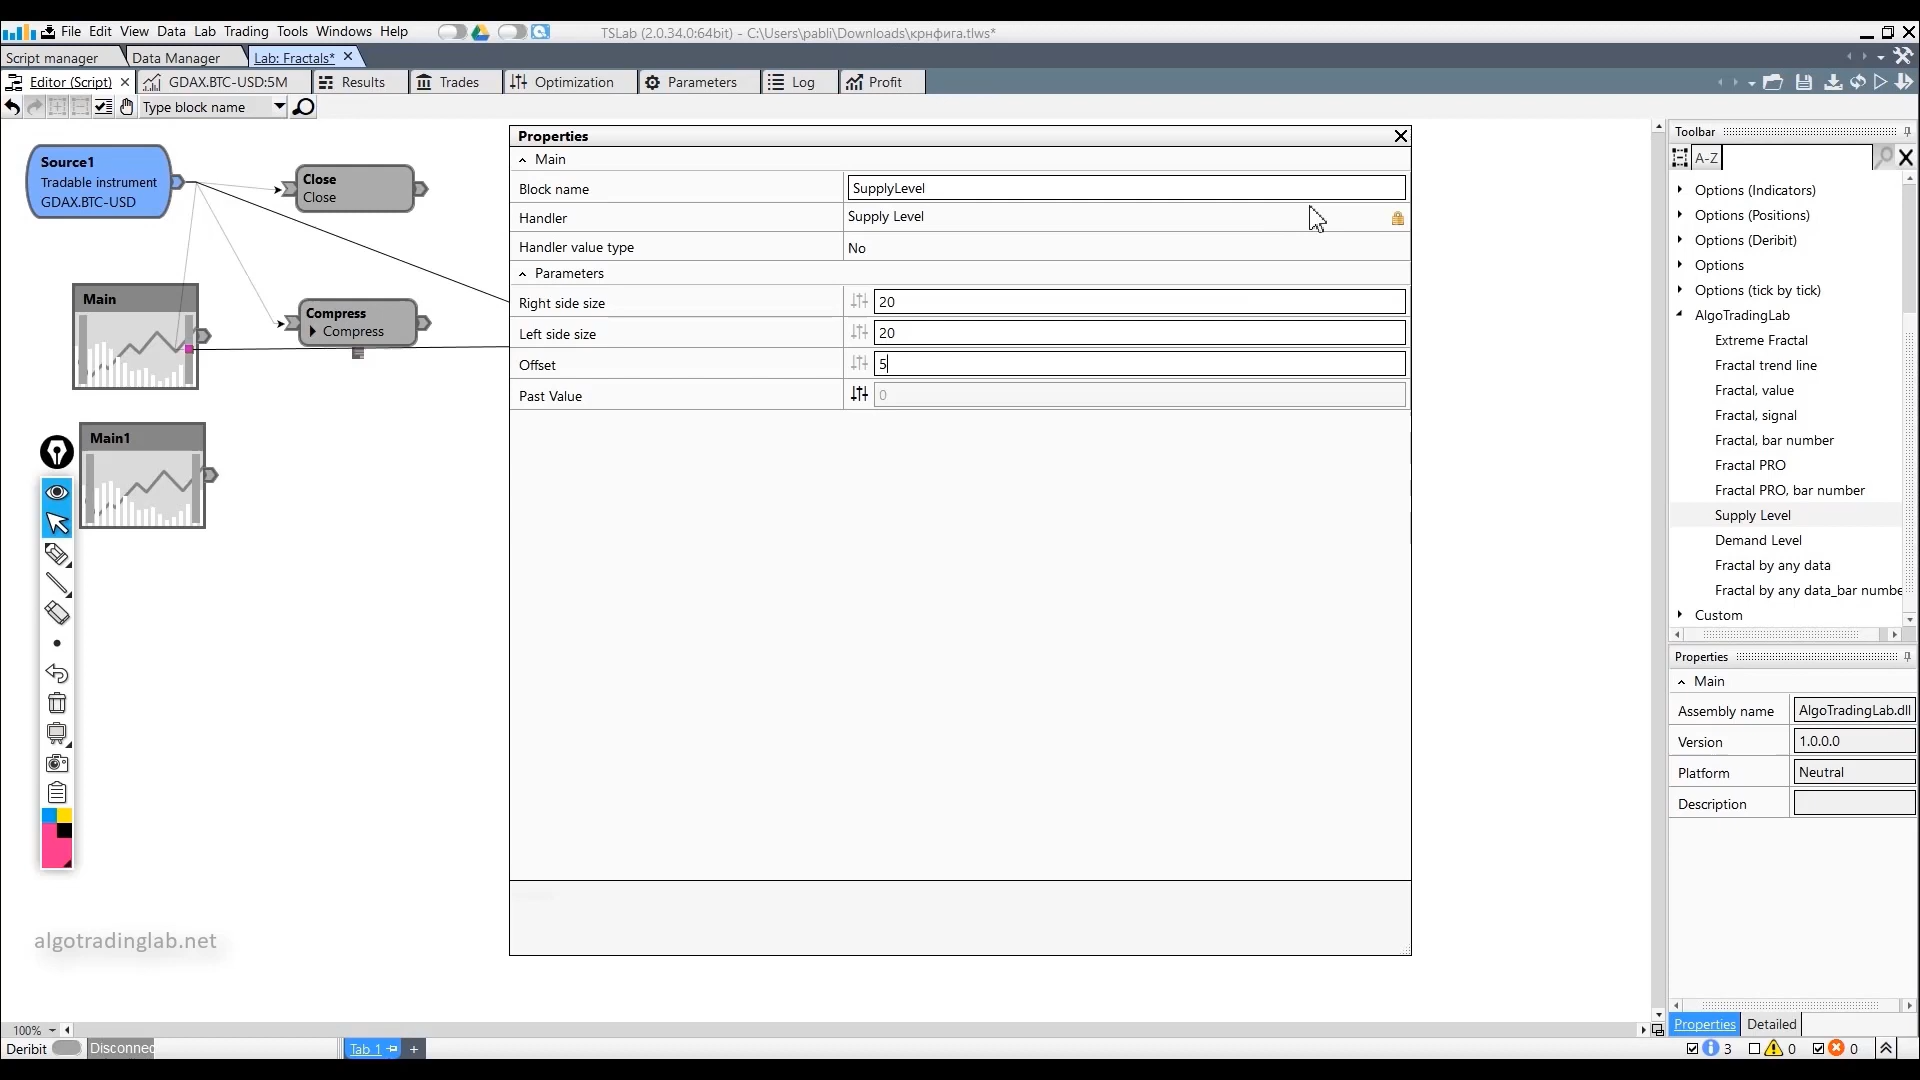 File Edit View Data Lab Trading Tools Windows Help
TSLab (2.0.34.0:64bit) - C:\Users\pabli\Downloads\крнфига.tlws*
Script manager
Data Manager
Lab: Fractals*
Editor (Script)
GDAX.BTC-USD:5M
Results
Trades
Optimization
Parameters
Log
Profit
Type block name
Source1
Tradable instrument
GDAX.BTC-USD
Close
Close
Main
Compress
Compress
Main1
algotradinglab.net
Properties
Main
Block name
SupplyLevel
Handler
Supply Level
Handler value type
No
Parameters
Right side size
20
Left side size
20
Offset
5
Past Value
0
Toolbar
A-Z
Options (Indicators)
Options (Positions)
Options (Deribit)
Options
Options (tick by tick)
AlgoTradingLab
Extreme Fractal
Fractal trend line
Fractal, value
Fractal, signal
Fractal, bar number
Fractal PRO
Fractal PRO, bar number
Supply Level
Demand Level
Fractal by any data
Fractal by any data_bar numbe
Custom
Properties
Main
Assembly name
AlgoTradingLab.dll
Version
1.0.0.0
Platform
Neutral
Description
Properties
Detailed
100%
Deribit
Disconnec
Tab 1
+
3
0
0